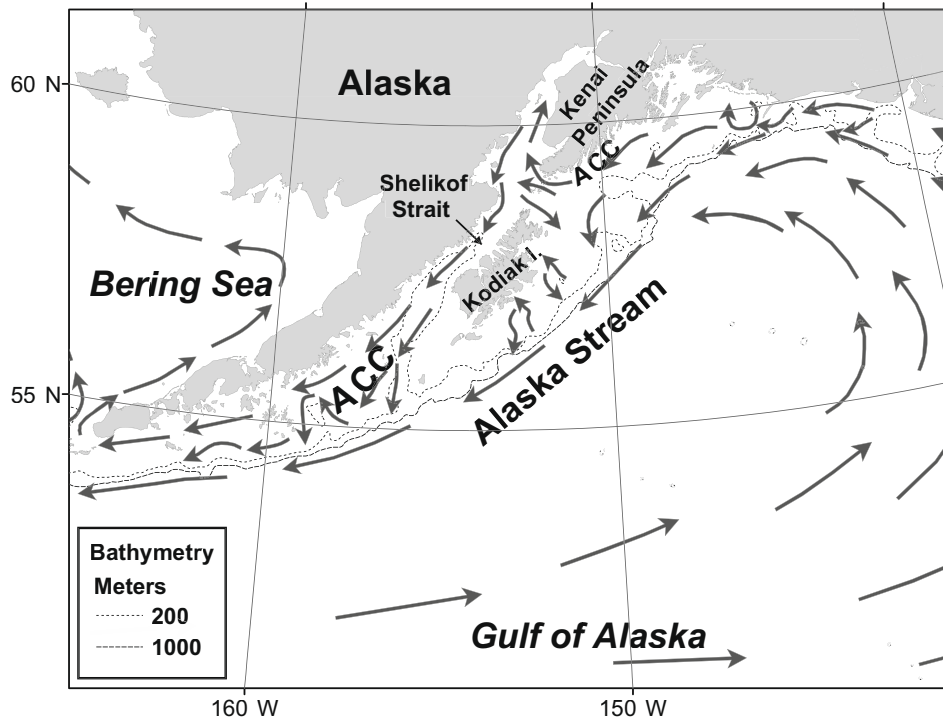 60 N
Alaska
Kenai
Peninsula
ACC
Shelikof
Strait
Kodiak I.
Bering Sea
Alaska Stream
ACC
55 N
Bathymetry
Meters
200
1000
Gulf of Alaska
160 W
150 W